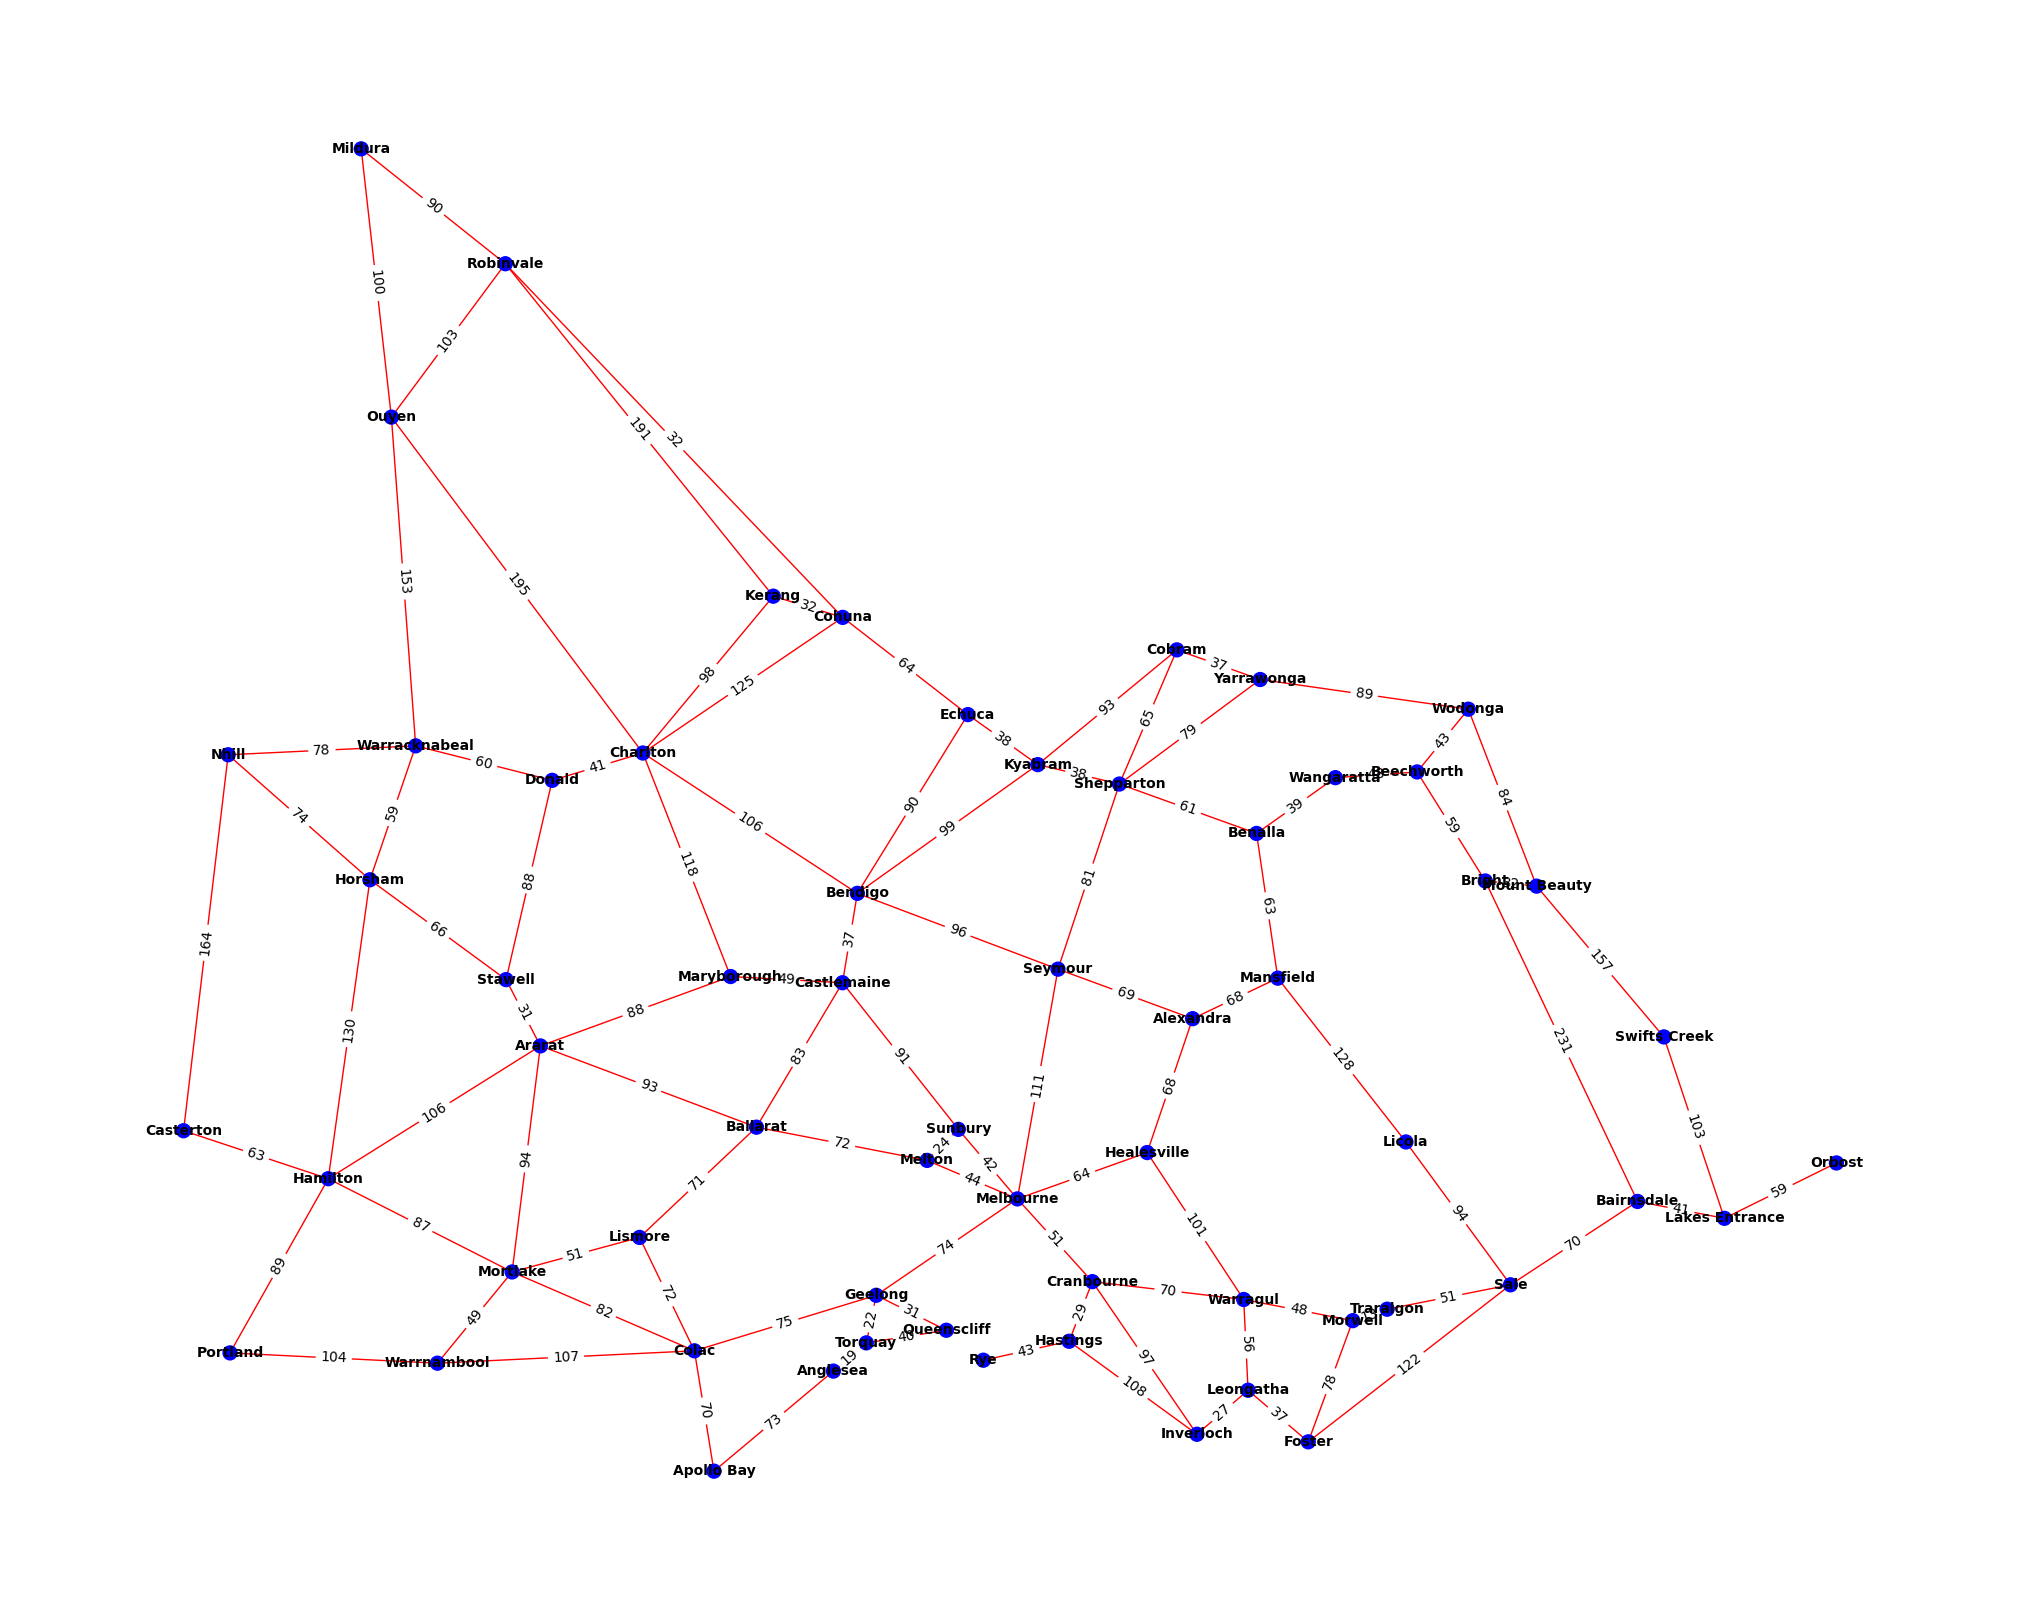 Mildura
90
Robinvale
100
103
Ouyen
191
32
195
153
Kerang
32
Cohuna
98
125
64
Cobram
37
Yarrawonga
89
Wodonga
93
65
79
43
84
Echuca
38
Kyabram
38
Shepparton
Nhill
78
Warracknabeal
60
Donald
41
Charlton
Wangaratta
Beechworth
61
39
Benalla
59
74
59
106
90
99
118
88
81
63
Bright
Mount Beauty
Horsham
Bendigo
66
37
96
164
157
Stawell
Maryborough
49
Castlemaine
Seymour
69
Alexandra
68
Mansfield
31
88
130
Ararat
Swifts Creek
231
128
91
83
93
111
68
106
103
Casterton
63
Hamilton
94
Ballarat
72
Sunbury
24
Melton
44
42
Melbourne
64
Healesville
Licola
Orbost
59
Bairnsdale
41
Lakes Entrance
71
101
94
87
Lismore
51
Mortlake
74
51
70
89
72
82
Cranbourne
70
Warragul
48
Morwell
Traralgon
51
Sale
Geelong
31
22
Queenscliff
40
Torquay
75
49
29
Hastings
43
Rye
56
97
78
122
Portland
104
Warrnambool
107
Colac
19
Anglesea
70
73
108
Leongatha
27
37
Inverloch
Foster
Apollo Bay